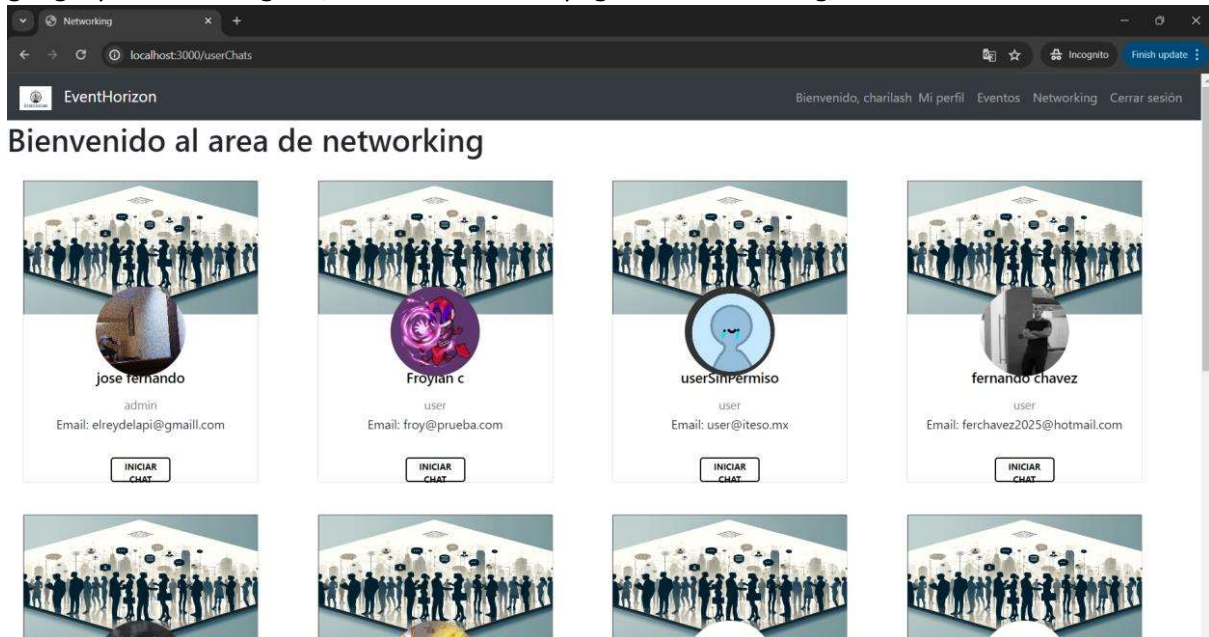 Networking
localhost:3000/userChats
Incognito
Finish update
EventHorizon
Bienvenido, charilash Mi perfil Eventos Networking Cerrar sesión
Bienvenido al area de networking
jose fernando
admin
Email: elreydelapi@gmaill.com
INICIAR
CHAT
Froylan c
user
Email: froy@prueba.com
INICIAR
CHAT
userSinPermiso
user
Email: user@iteso.mx
INICIAR
CHAT
fernando chavez
user
Email: ferchavez2025@hotmail.com
INICIAR
CHAT